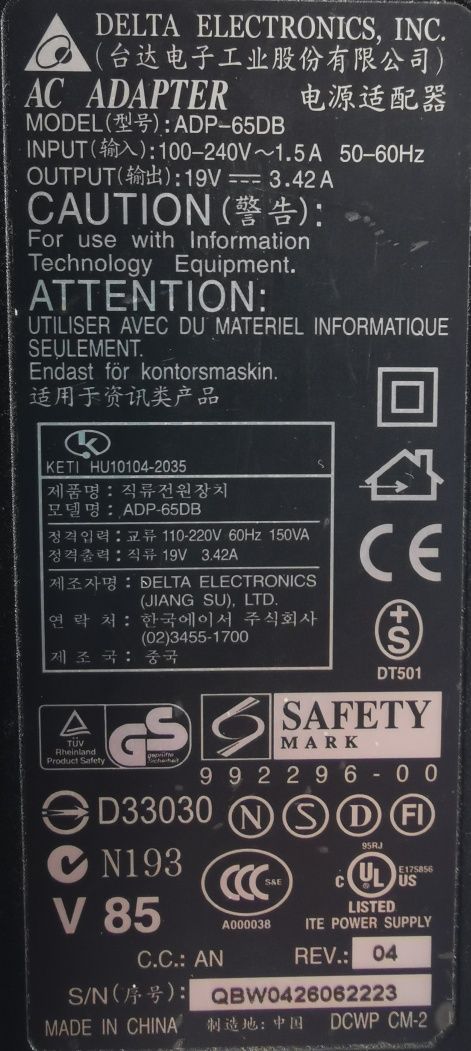 DELTA ELECTRONICS, INC.
(台达电子工业股份有限公司)
AC ADAPTER 电源适配器
MODEL(型号):ADP-65DB
INPUT(输入):100-240V~1.5A 50-60Hz
OUTPUT(输出):19V ⎓ 3.42A
CAUTION(警告):
For use with Information
Technology Equipment.
ATTENTION:
UTILISER AVEC DU MATERIEL INFORMATIQUE
SEULEMENT.
Endast för kontorsmaskin.
适用于资讯类产品
k
KETI HU10104-2035 S
제품명 : 직류전원장치
모델명 : ADP-65DB
정격입력 : 교류 110-220V 60Hz 150VA
정격출력 : 직류 19V 3.42A
제조자명 : DELTA ELECTRONICS
(JIANG SU), LTD.
연 락 처 : 한국에이서 주식회사
(02)3455-1700
제 조 국 : 중국
CE
+S
DT501
TÜV
Rheinland
Product Safety
GS
geprüfte
Sicherheit
S
SAFETY
MARK
992296-00
D33030 N S D FI
N193
V 85
CCC S&E
A000038
95RJ
C UL US E175856
LISTED
ITE POWER SUPPLY
C.C.: AN REV.: 04
S/N(序号): QBW0426062223
MADE IN CHINA 制造地: 中国 DCWP CM-2